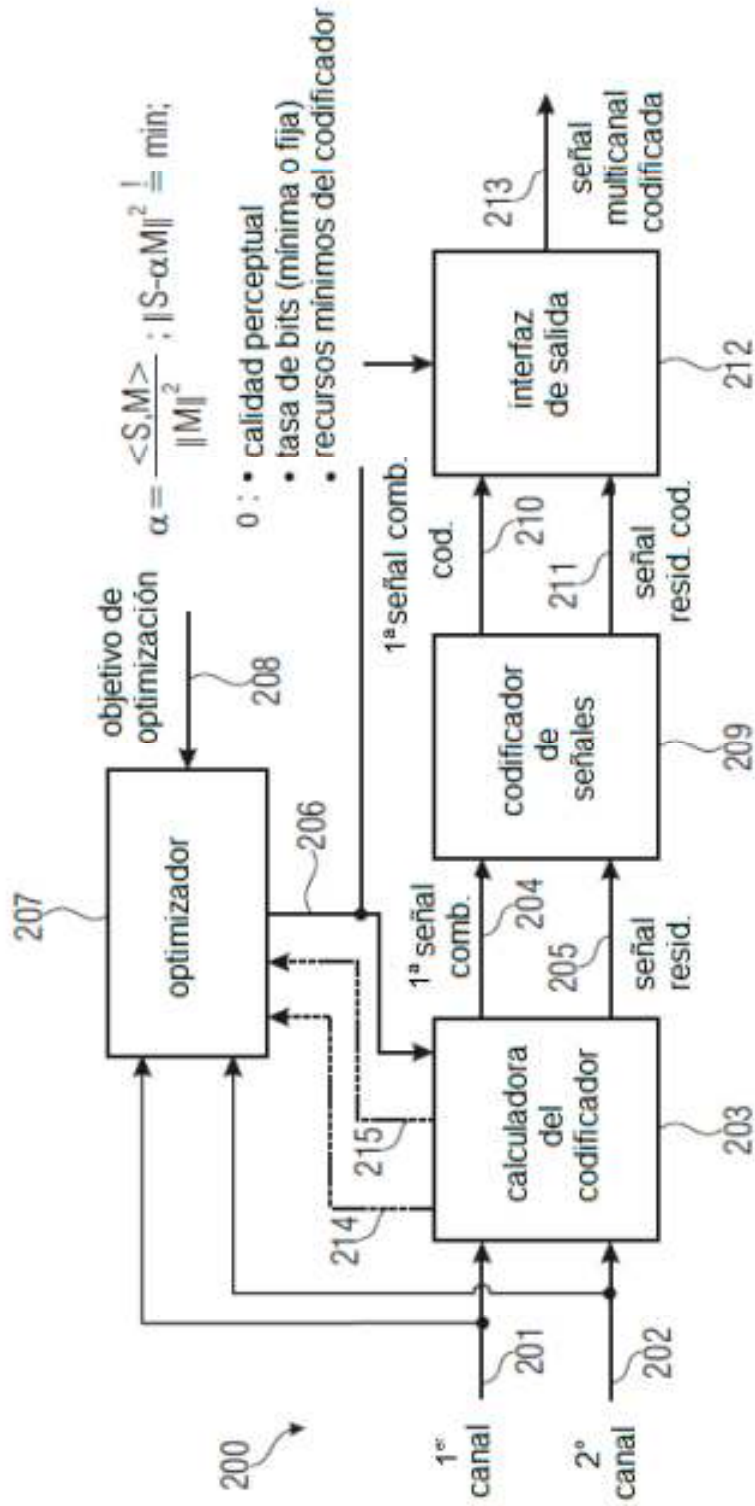 200
1er
canal
2º
canal
201
202
calculadora
del
codificador
203
214
215
207
optimizador
206
objetivo de
optimización
208
α = <S,M> / ‖M‖² ; ‖S-αM‖² != min;
o : • calidad perceptual
• tasa de bits (mínima o fija)
• recursos mínimos del codificador
1ª señal
comb.
204
205
señal
resid.
codificador
de
señales
209
1ª señal comb.
cod.
210
211
señal
resid. cod.
interfaz
de salida
212
213
señal
multicanal
codificada